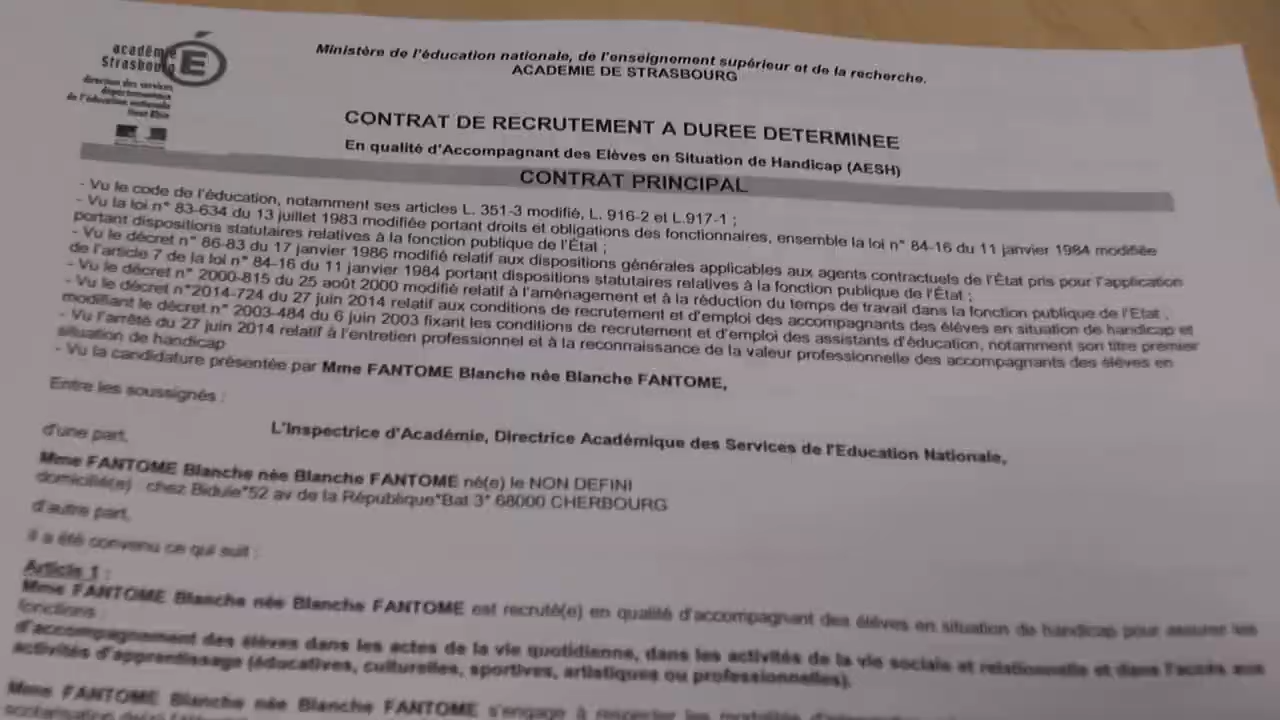 académie
Strasbourg
É
direction des services
départementaux
de l'éducation nationale
Haut-Rhin
Ministère de l'éducation nationale, de l'enseignement supérieur et de la recherche.
ACADEMIE DE STRASBOURG
CONTRAT DE RECRUTEMENT A DUREE DETERMINEE
En qualité d'Accompagnant des Elèves en Situation de Handicap (AESH)
CONTRAT PRINCIPAL
- Vu le code de l'éducation, notamment ses articles L. 351-3 modifié, L. 916-2 et L.917-1 ;
- Vu la loi n° 83-634 du 13 juillet 1983 modifiée portant droits et obligations des fonctionnaires, ensemble la loi n° 84-16 du 11 janvier 1984 modifiée
portant dispositions statutaires relatives à la fonction publique de l'État ;
- Vu le décret n° 86-83 du 17 janvier 1986 modifié relatif aux dispositions générales applicables aux agents contractuels de l'État pris pour l'application
de l'article 7 de la loi n° 84-16 du 11 janvier 1984 portant dispositions statutaires relatives à la fonction publique de l'État ;
- Vu le décret n° 2000-815 du 25 août 2000 modifié relatif à l'aménagement et à la réduction du temps de travail dans la fonction publique de l'Etat ;
- Vu le décret n°2014-724 du 27 juin 2014 relatif aux conditions de recrutement et d'emploi des accompagnants des élèves en situation de handicap et
modifiant le décret n° 2003-484 du 6 juin 2003 fixant les conditions de recrutement et d'emploi des assistants d'éducation, notamment son titre premier
- Vu l'arrêté du 27 juin 2014 relatif à l'entretien professionnel et à la reconnaissance de la valeur professionnelle des accompagnants des élèves en
situation de handicap
- Vu la candidature présentée par Mme FANTOME Blanche née Blanche FANTOME,
Entre les soussignés :
L'Inspectrice d'Académie, Directrice Académique des Services de l'Education Nationale,
d'une part,
Mme FANTOME Blanche née Blanche FANTOME né(e) le NON DEFINI
domicilié(e) : chez Bidule*52 av de la République*Bat 3* 68000 CHERBOURG
d'autre part,
il a été convenu ce qui suit :
Article 1 :
Mme FANTOME Blanche née Blanche FANTOME est recruté(e) en qualité d'accompagnant des élèves en situation de handicap pour assurer les
fonctions :
d'accompagnement des élèves dans les actes de la vie quotidienne, dans les activités de la vie sociale et relationnelle et dans l'accès aux
activités d'apprentissage (éducatives, culturelles, sportives, artistiques ou professionnelles).
Mme FANTOME Blanche née Blanche FANTOME s'engage à respecter les modalités